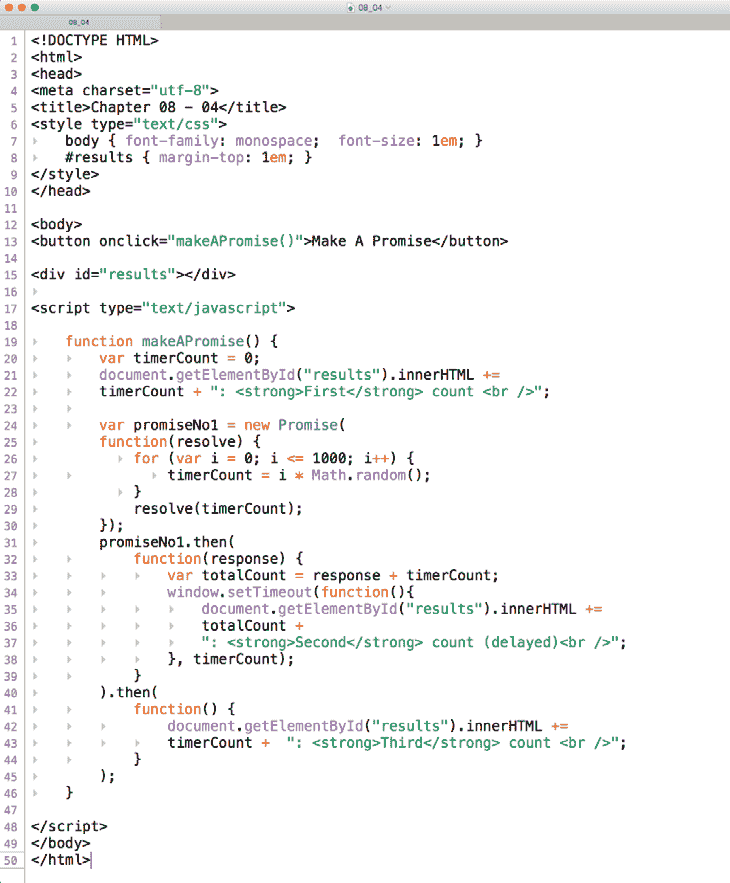 08_04
08_04
1 <!DOCTYPE HTML>
2 <html>
3 <head>
4 <meta charset="utf-8">
5 <title>Chapter 08 - 04</title>
6 <style type="text/css">
7 body { font-family: monospace;  font-size: 1em; }
8 #results { margin-top: 1em; }
9 </style>
10 </head>
11
12 <body>
13 <button onclick="makeAPromise()">Make A Promise</button>
14
15 <div id="results"></div>
16
17 <script type="text/javascript">
18
19 function makeAPromise() {
20 var timerCount = 0;
21 document.getElementById("results").innerHTML +=
22 timerCount + ": <strong>First</strong> count <br />";
23
24 var promiseNo1 = new Promise(
25 function(resolve) {
26 for (var i = 0; i <= 1000; i++) {
27 timerCount = i * Math.random();
28 }
29 resolve(timerCount);
30 });
31 promiseNo1.then(
32 function(response) {
33 var totalCount = response + timerCount;
34 window.setTimeout(function(){
35 document.getElementById("results").innerHTML +=
36 totalCount +
37 ": <strong>Second</strong> count (delayed)<br />";
38 }, timerCount);
39 }
40 ).then(
41 function() {
42 document.getElementById("results").innerHTML +=
43 timerCount +  ": <strong>Third</strong> count <br />";
44 }
45 );
46 }
47
48 </script>
49 </body>
50 </html>